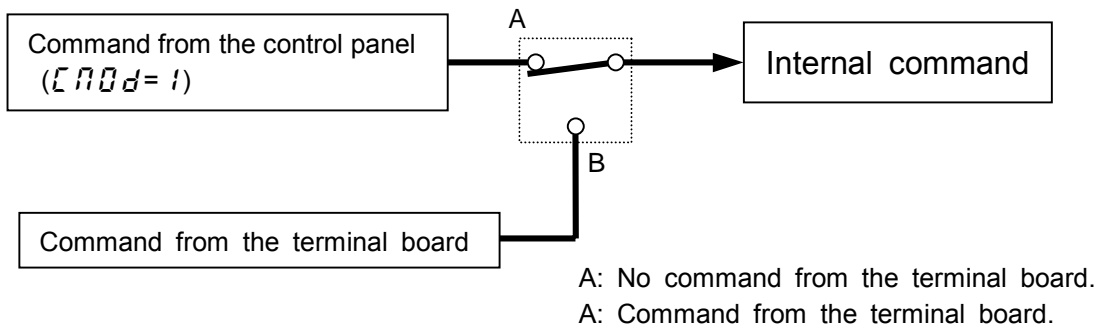 A
Command from the control panel
(CMOd= 1)
Internal command
B
Command from the terminal board
A: No command from the terminal board.
A: Command from the terminal board.